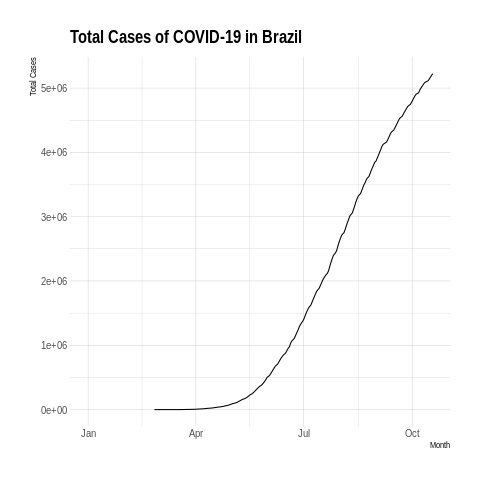 Total Cases of COVID-19 in Brazil
Total Cases
5e+06
4e+06
3e+06
2e+06
1e+06
0e+00
Jan Apr Jul Oct
Month